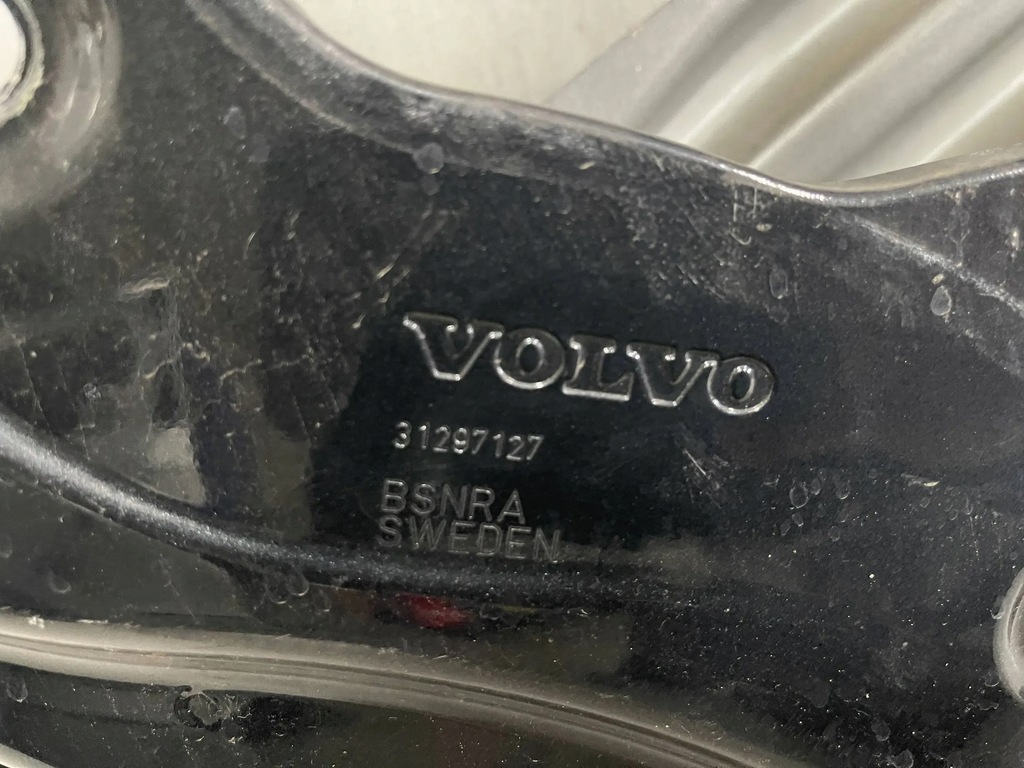 VOLVO
31297127
BSNRA
SWEDEN